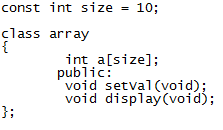 const int size = 10;
class array
{
int a[size];
public:
void setVal(void);
void display(void);
};